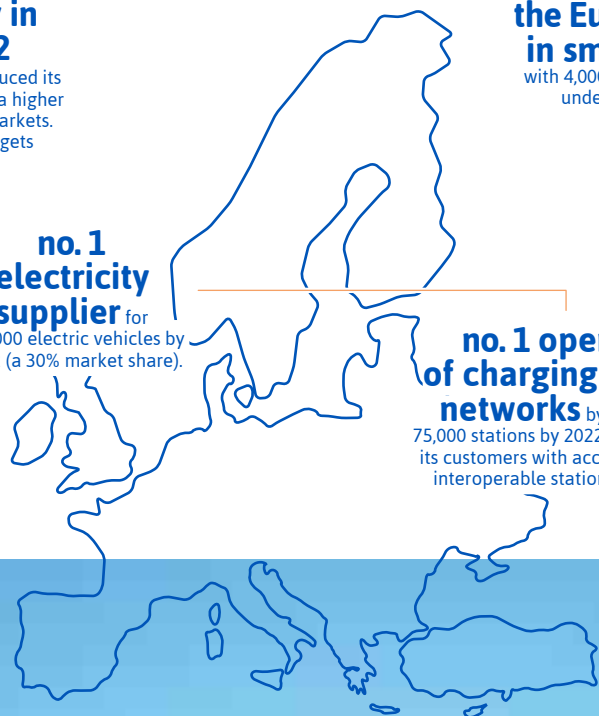 in
2
uced its
a higher
arkets.
gets
the Eu
in sm
with 4,000
unde
no. 1
electricity
supplier for
000 electric vehicles by
(a 30% market share).
no. 1 ope
of charging
networks by
75,000 stations by 2022
its customers with acc
interoperable station